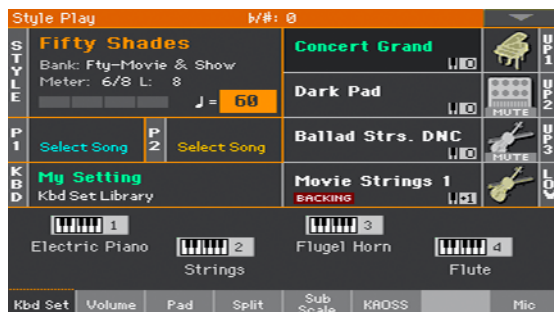 Style Play ♭/#: 0
STYLE
Fifty Shades
Bank: Fty-Movie & Show
Meter: 6/8 L: 8
♩ = 60
Concert Grand
UP1
Dark Pad
MUTE
UP2
P1
Select Song
P2
Select Song
Ballad Strs. DNC
MUTE
UP3
KBD
My Setting
Kbd Set Library
Movie Strings 1
BACKING
LOW
1
Electric Piano
2
Strings
3
Flugel Horn
4
Flute
Kbd Set Volume Pad Split Sub Scale KAOSS Mic